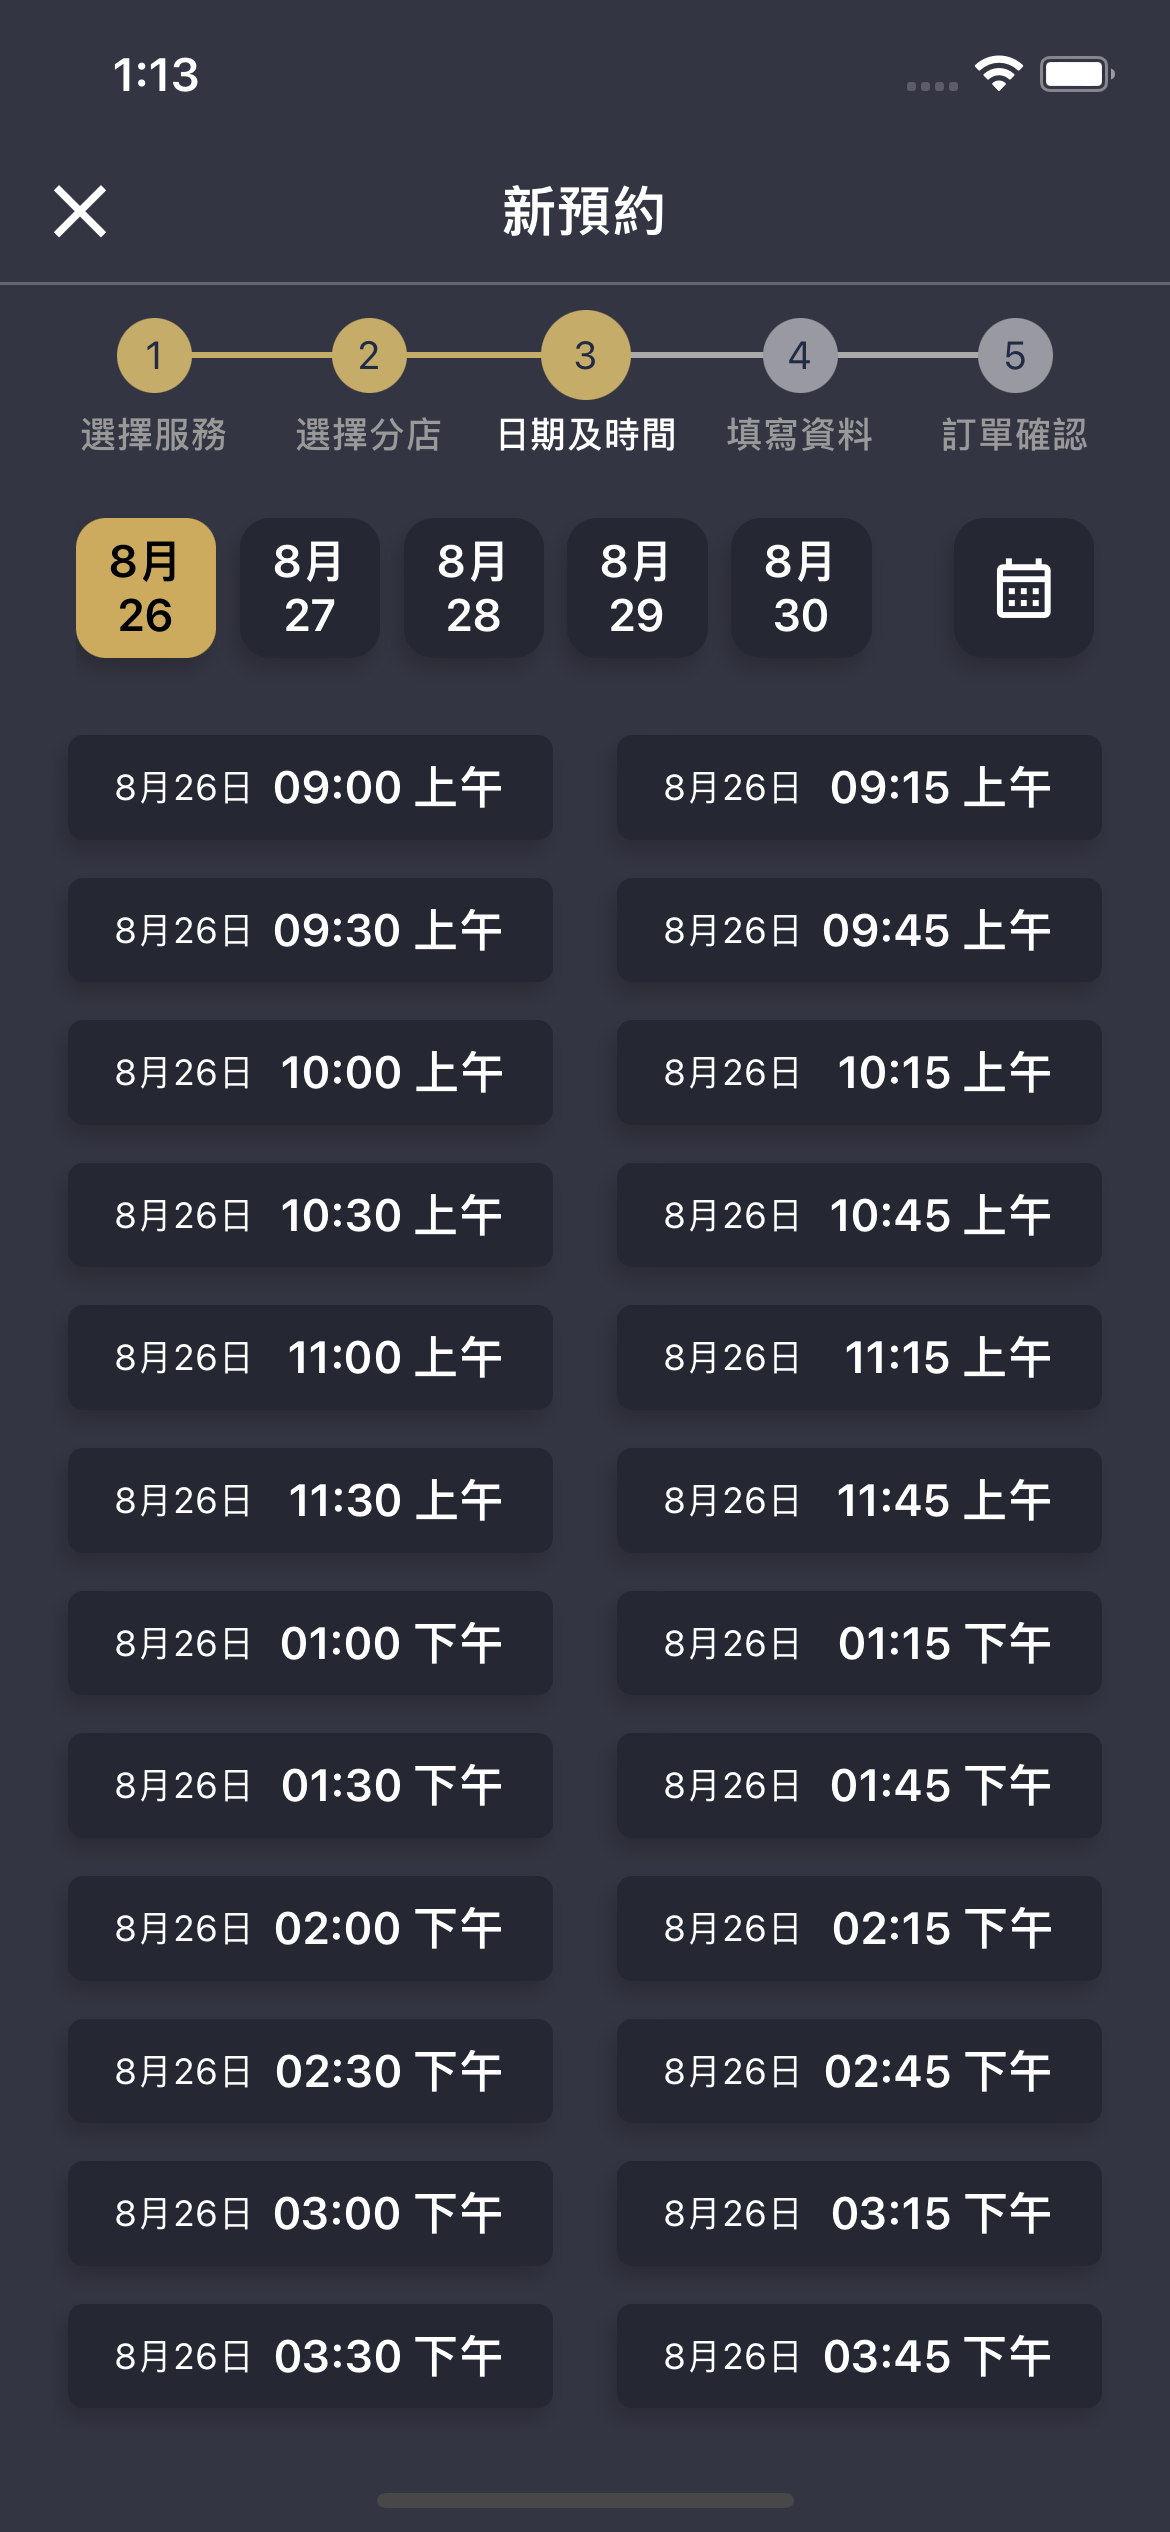 1:13
新預約
1 2 3 4 5
選擇服務 選擇分店 日期及時間 填寫資料 訂單確認
8月 8月 8月 8月 8月
26 27 28 29 30
8月26日 09:00 上午 8月26日 09:15 上午
8月26日 09:30 上午 8月26日 09:45 上午
8月26日 10:00 上午 8月26日 10:15 上午
8月26日 10:30 上午 8月26日 10:45 上午
8月26日 11:00 上午 8月26日 11:15 上午
8月26日 11:30 上午 8月26日 11:45 上午
8月26日 01:00 下午 8月26日 01:15 下午
8月26日 01:30 下午 8月26日 01:45 下午
8月26日 02:00 下午 8月26日 02:15 下午
8月26日 02:30 下午 8月26日 02:45 下午
8月26日 03:00 下午 8月26日 03:15 下午
8月26日 03:30 下午 8月26日 03:45 下午